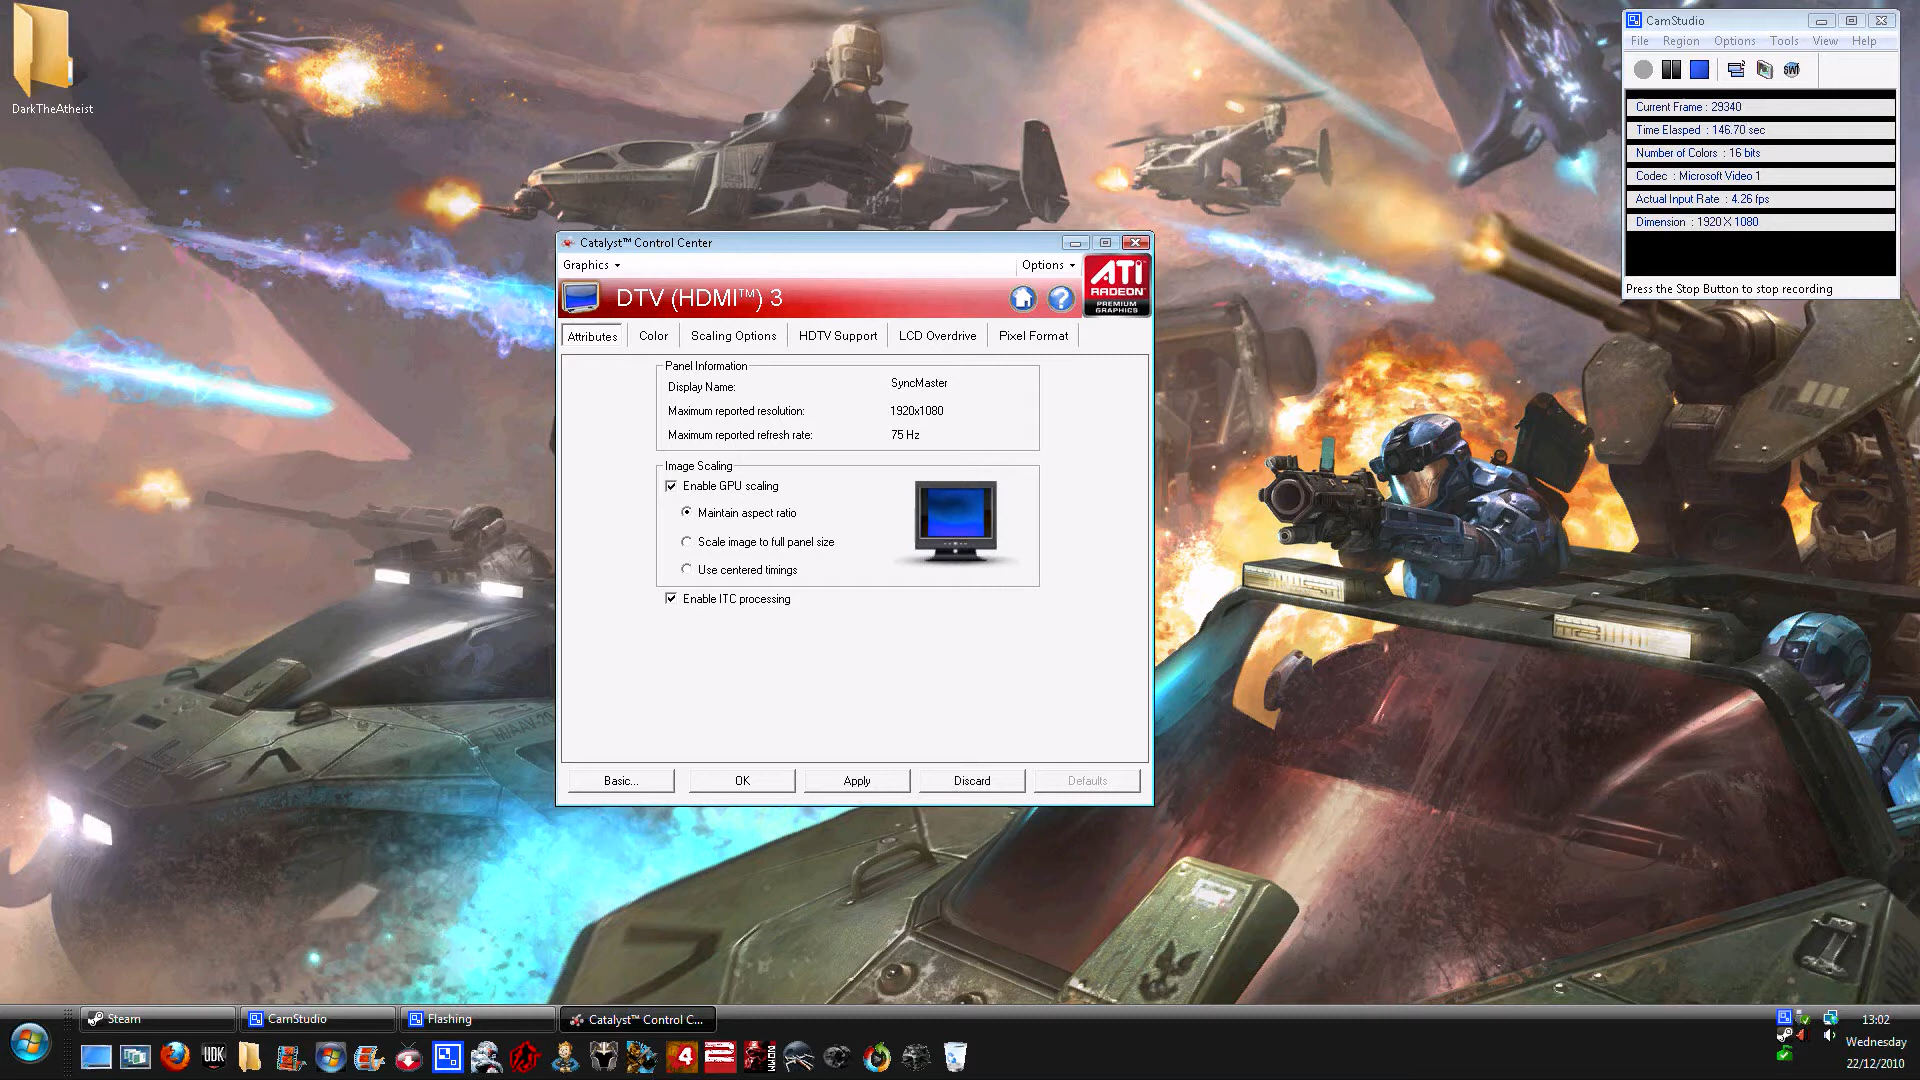 DarkTheAtheist
CamStudio
File Region Options Tools View Help
Current Frame : 29340
Time Elasped : 146.70 sec
Number of Colors : 16 bits
Codec : Microsoft Video 1
Actual Input Rate : 4.26 fps
Dimension : 1920 X 1080
Press the Stop Button to stop recording
Catalyst™ Control Center
Graphics Options
ATI
RADEON
PREMIUM
GRAPHICS
DTV (HDMI™) 3
Attributes Color Scaling Options HDTV Support LCD Overdrive Pixel Format
Panel Information
Display Name: SyncMaster
Maximum reported resolution: 1920x1080
Maximum reported refresh rate: 75 Hz
Image Scaling
Enable GPU scaling
Maintain aspect ratio
Scale image to full panel size
Use centered timings
Enable ITC processing
Basic... OK Apply Discard Defaults
Steam CamStudio Flashing Catalyst™ Control C...
UDK
4
2
13:02
Wednesday
22/12/2010